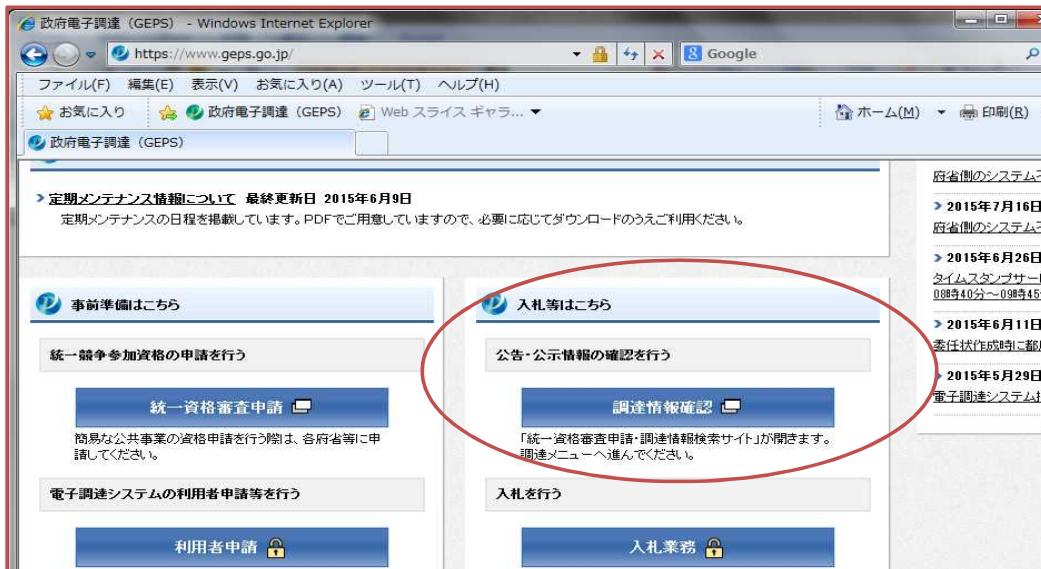 政府電子調達（GEPS） - Windows Internet Explorer
https://www.geps.go.jp/
Google
ファイル(F) 編集(E) 表示(V) お気に入り(A) ツール(T) ヘルプ(H)
お気に入り 政府電子調達（GEPS） Web スライス ギャラ...
ホーム(M) 印刷(R)
政府電子調達（GEPS）
定期メンテナンス情報について 最終更新日 2015年6月9日
定期メンテナンスの日程を掲載しています。PDFでご用意していますので、必要に応じてダウンロードのうえご利用ください。
事前準備はこちら
統一競争参加資格の申請を行う
統一資格審査申請
簡易な公共事業の資格申請を行う際は、各府省等に申
請してください。
電子調達システムの利用者申請等を行う
利用者申請
入札等はこちら
公告・公示情報の確認を行う
調達情報確認
「統一資格審査申請・調達情報検索サイト」が開きます。
調達メニューへ進んでください。
入札を行う
入札業務
府省側のシステム
2015年7月16日
府省側のシステム
2015年6月26日
タイムスタンプサー
08時40分～09時45
2015年6月11日
委任状作成時に都
2015年5月29日
電子調達システム